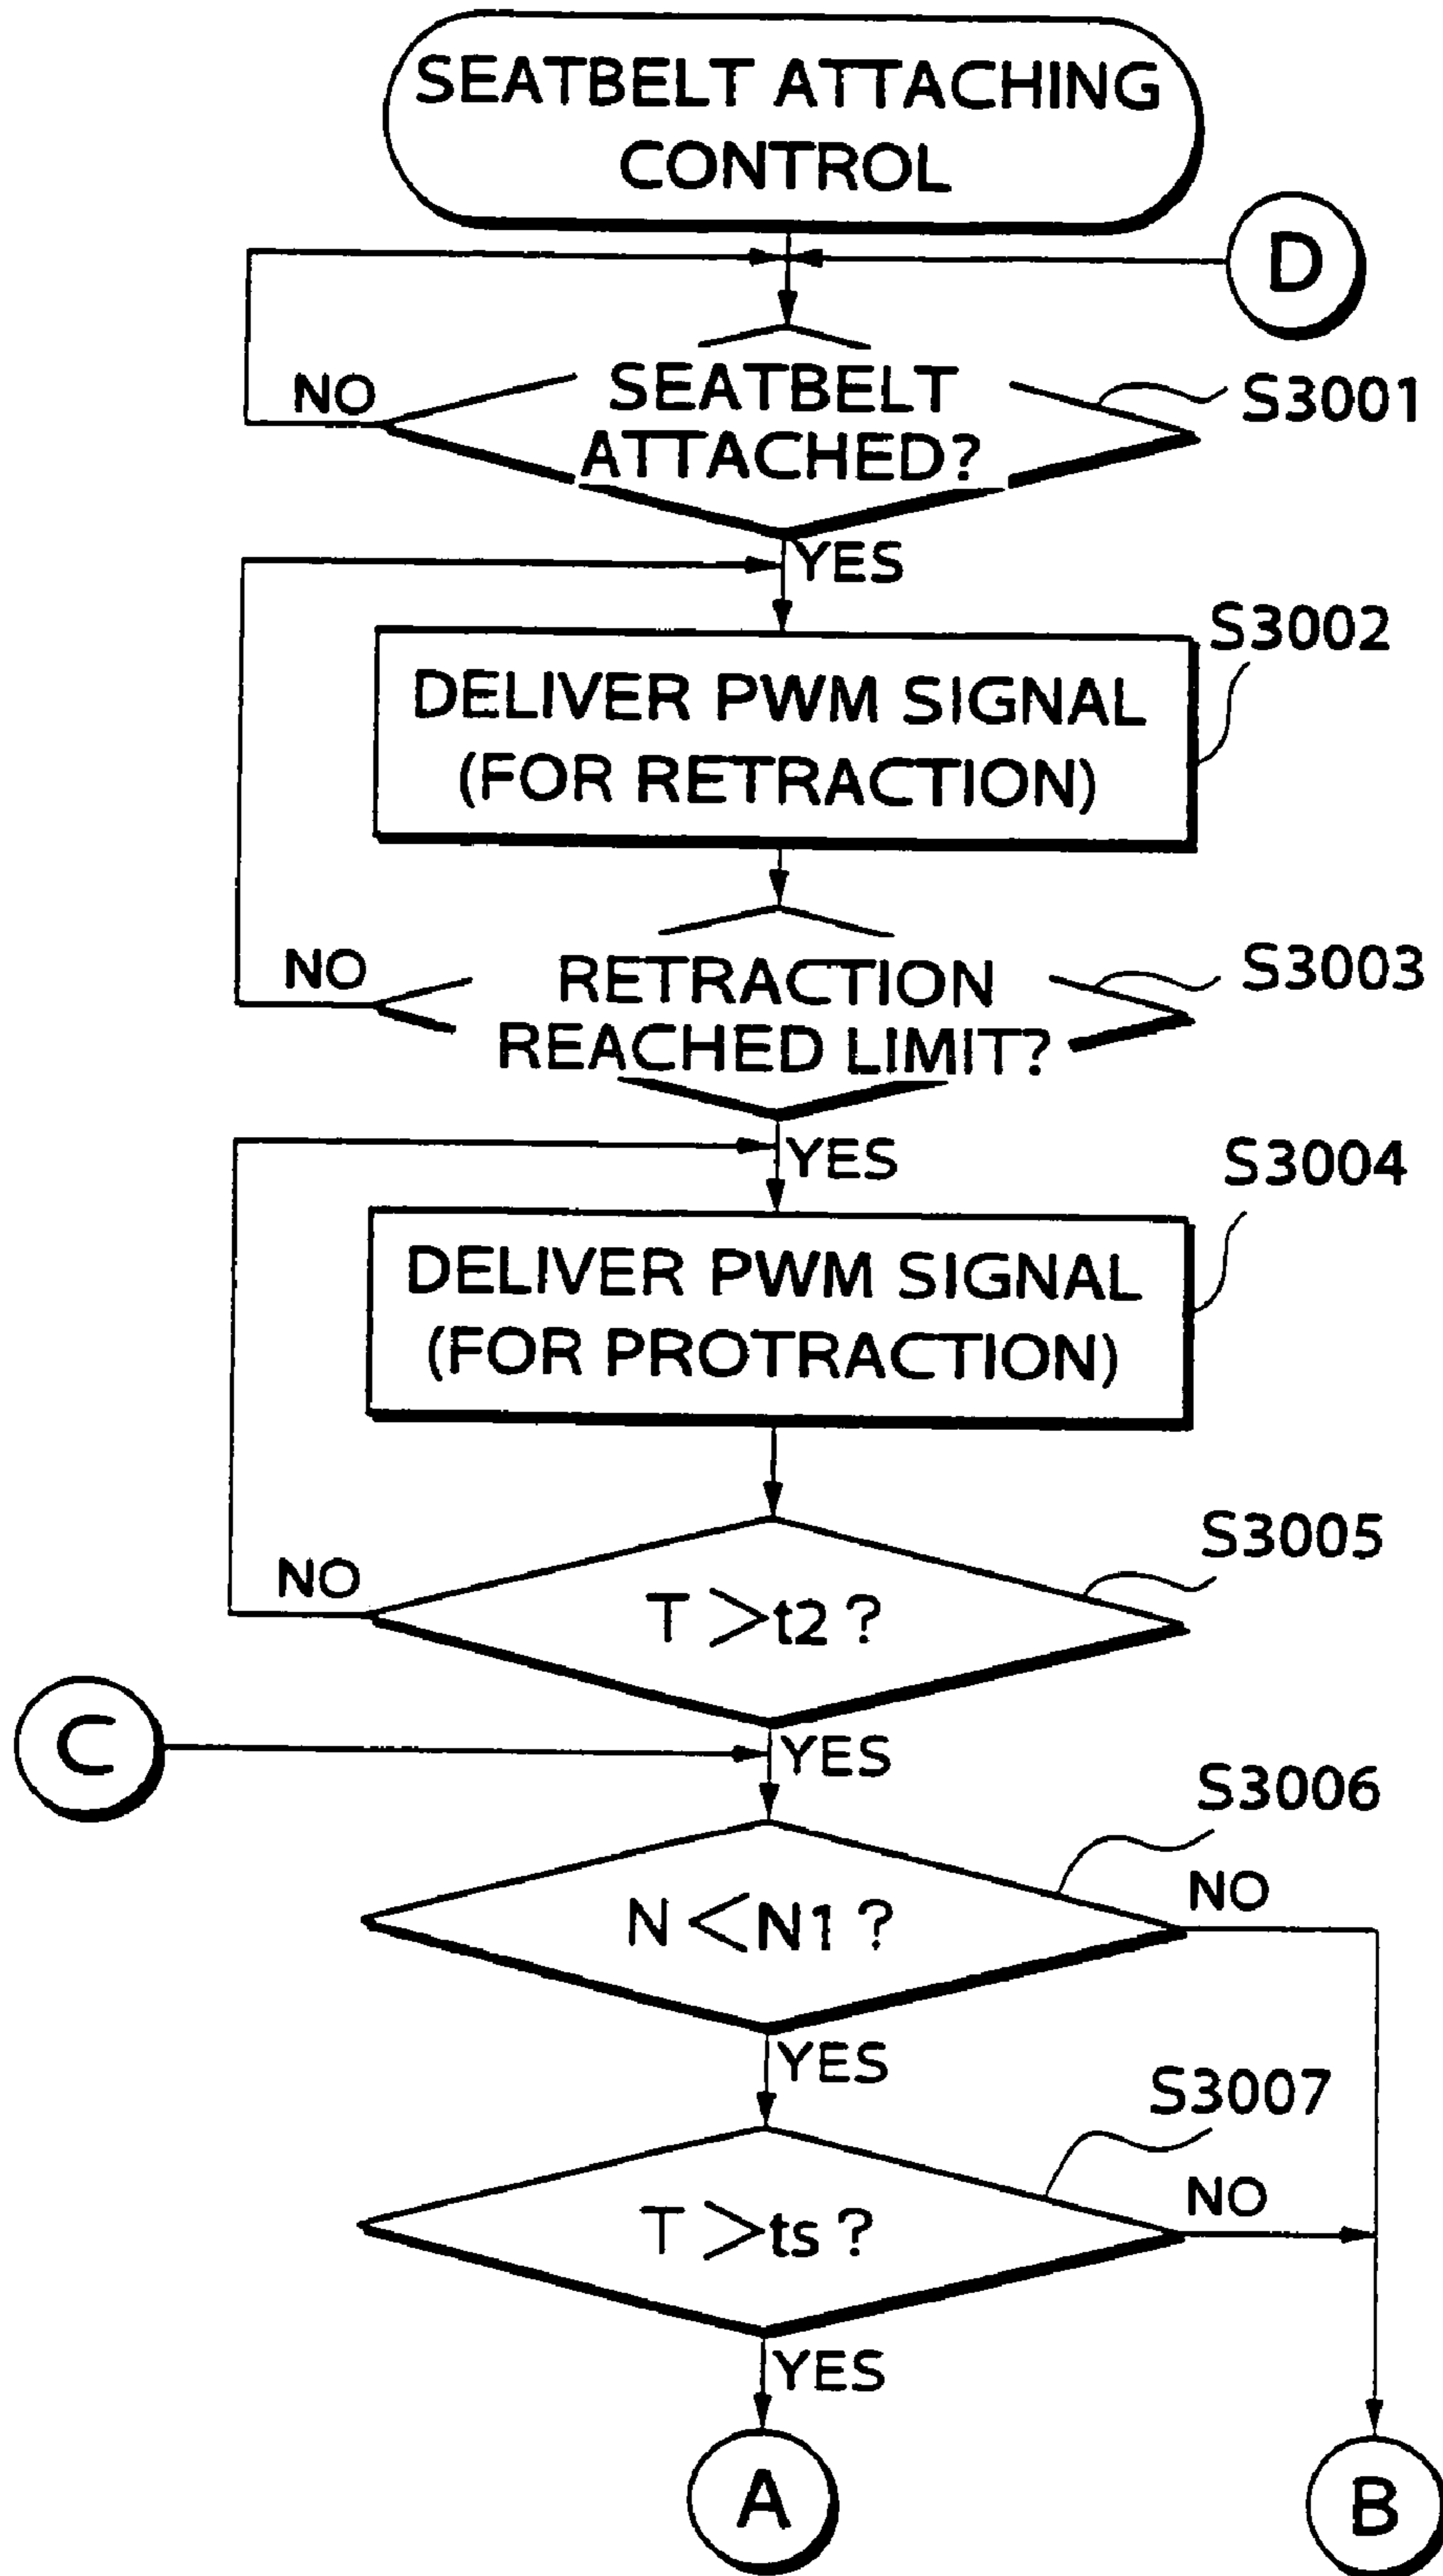 SEATBELT ATTACHING
CONTROL
D
NO
SEATBELT
ATTACHED?
S3001
YES
S3002
DELIVER PWM SIGNAL
(FOR RETRACTION)
NO
RETRACTION
REACHED LIMIT?
S3003
YES
S3004
DELIVER PWM SIGNAL
(FOR PROTRACTION)
S3005
NO
T >t2 ?
C
YES
S3006
NO
N <N1 ?
YES
S3007
NO
T >ts ?
YES
A
B